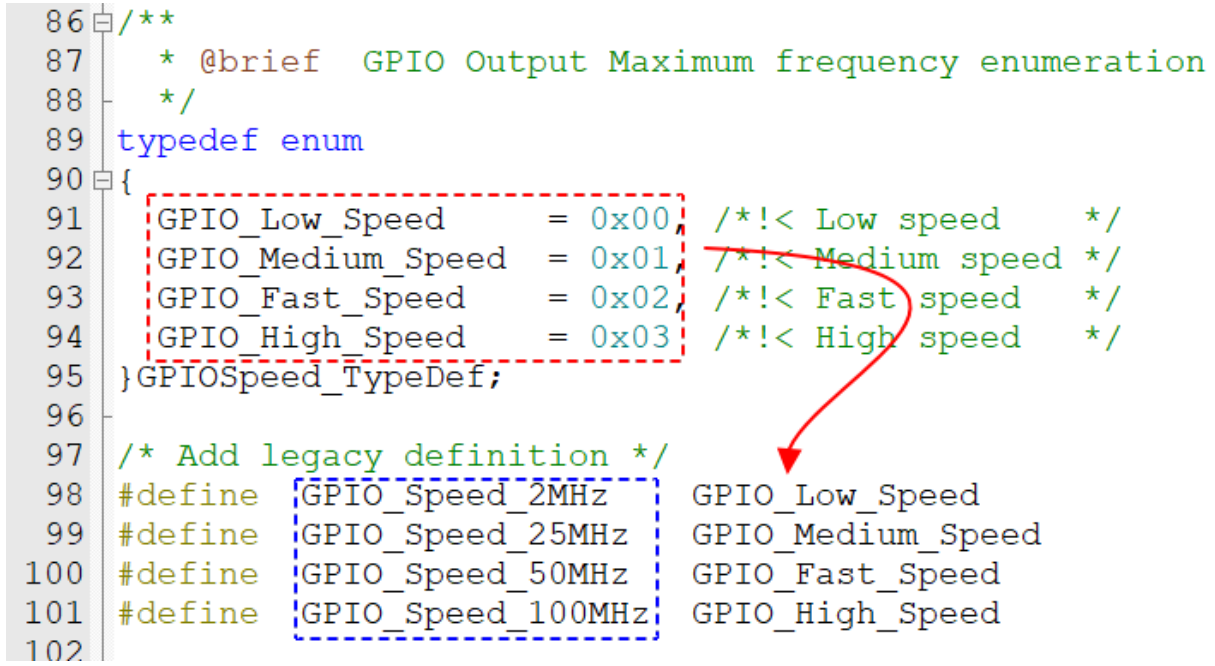 86 /**
87   * @brief  GPIO Output Maximum frequency enumeration
88   */
89 typedef enum
90 {
91   GPIO_Low_Speed     = 0x00, /*!< Low speed    */
92   GPIO_Medium_Speed  = 0x01, /*!< Medium speed */
93   GPIO_Fast_Speed    = 0x02, /*!< Fast speed   */
94   GPIO_High_Speed    = 0x03  /*!< High speed   */
95 }GPIOSpeed_TypeDef;
96
97 /* Add legacy definition */
98 #define  GPIO_Speed_2MHz    GPIO_Low_Speed
99 #define  GPIO_Speed_25MHz   GPIO_Medium_Speed
100 #define  GPIO_Speed_50MHz   GPIO_Fast_Speed
101 #define  GPIO_Speed_100MHz  GPIO_High_Speed
102